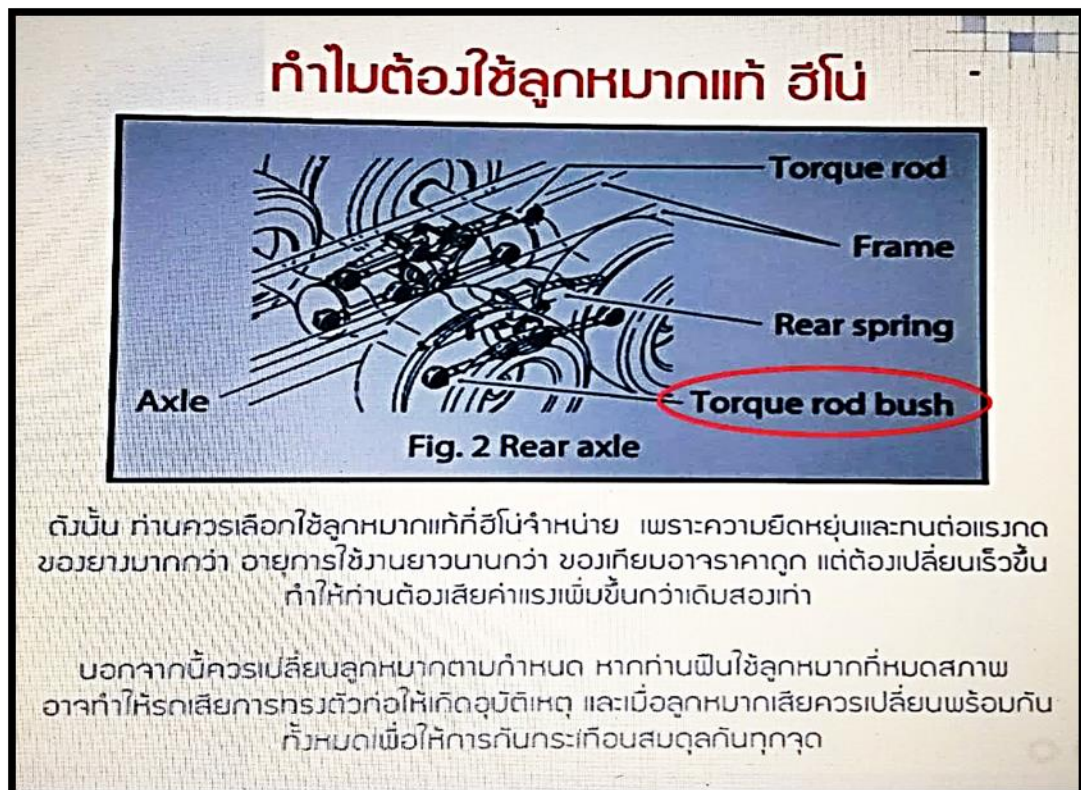 ทำไมต้องใช้ลูกหมากแท้ ฮีโน่
Torque rod
Frame
Rear spring
Axle
Torque rod bush
Fig. 2 Rear axle
ดังนั้น ท่านควรเลือกใช้ลูกหมากแท้ที่ฮีโน่จำหน่าย เพราะความยืดหยุ่นและทนต่อแรงกด
ของยางมากกว่า อายุการใช้งานยาวนานกว่า ของเทียมอาจราคาถูก แต่ต้องเปลี่ยนเร็วขึ้น
ทำให้ท่านต้องเสียค่าแรงเพิ่มขึ้นกว่าเดิมสองเท่า
นอกจากนี้ควรเปลี่ยนลูกหมากตามกำหนด หากท่านฝืนใช้ลูกหมากที่หมดสภาพ
อาจทำให้รถเสียการทรงตัวก่อให้เกิดอุบัติเหตุ และเมื่อลูกหมากเสียควรเปลี่ยนพร้อมกัน
ทั้งหมดเพื่อให้การกันกระเทือนสมดุลกันทุกจุด